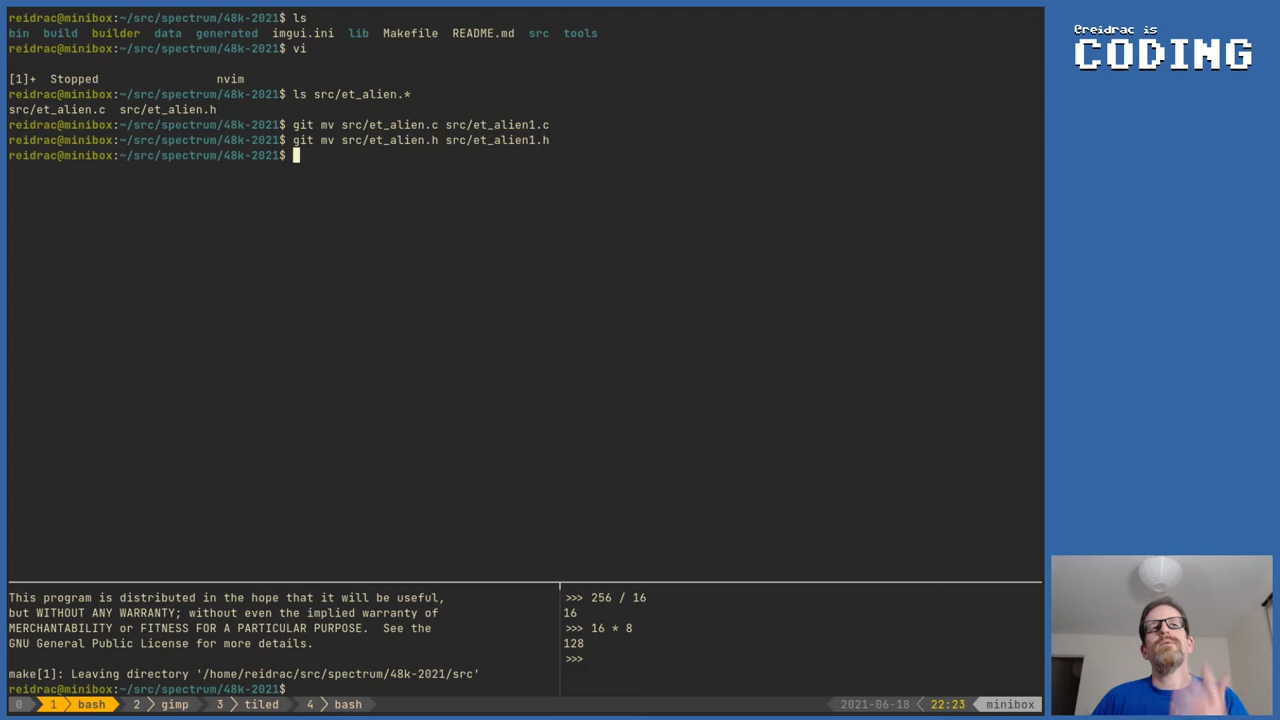 reidrac@minibox:~/src/spectrum/48k-2021$ ls
bin build builder data generated imgui.ini lib Makefile README.md src tools
reidrac@minibox:~/src/spectrum/48k-2021$ vi
[1]+ Stopped nvim
reidrac@minibox:~/src/spectrum/48k-2021$ ls src/et_alien.*
src/et_alien.c src/et_alien.h
reidrac@minibox:~/src/spectrum/48k-2021$ git mv src/et_alien.c src/et_alien1.c
reidrac@minibox:~/src/spectrum/48k-2021$ git mv src/et_alien.h src/et_alien1.h
reidrac@minibox:~/src/spectrum/48k-2021$
@reidrac is
CODING
This program is distributed in the hope that it will be useful,
but WITHOUT ANY WARRANTY; without even the implied warranty of
MERCHANTABILITY or FITNESS FOR A PARTICULAR PURPOSE. See the
GNU General Public License for more details.
make[1]: Leaving directory '/home/reidrac/src/spectrum/48k-2021/src'
reidrac@minibox:~/src/spectrum/48k-2021$
>>> 256 / 16
16
>>> 16 * 8
128
>>>
0 1 bash 2 gimp 3 tiled 4 bash 2021-06-18 22:23 minibox